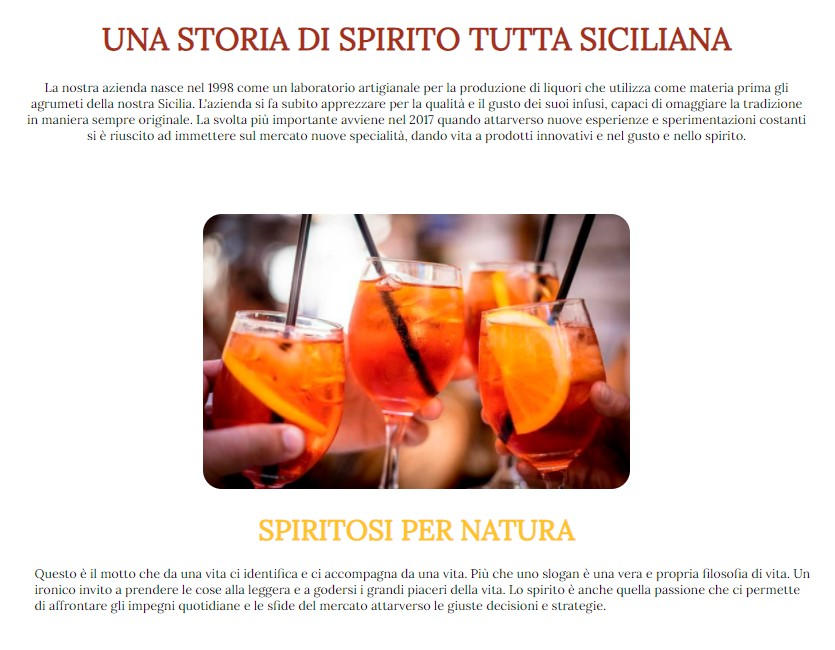 UNA STORIA DI SPIRITO TUTTA SICILIANA
La nostra azienda nasce nel 1998 come un laboratorio artigianale per la produzione di liquori che utilizza come materia prima gli
agrumeti della nostra Sicilia. L'azienda si fa subito apprezzare per la qualità e il gusto dei suoi infusi, capaci di omaggiare la tradizione
in maniera sempre originale. La svolta più importante avviene nel 2017 quando attarverso nuove esperienze e sperimentazioni costanti
si è riuscito ad immettere sul mercato nuove specialità, dando vita a prodotti innovativi e nel gusto e nello spirito.
SPIRITOSI PER NATURA
Questo è il motto che da una vita ci identifica e ci accompagna da una vita. Più che uno slogan è una vera e propria filosofia di vita. Un
ironico invito a prendere le cose alla leggera e a godersi i grandi piaceri della vita. Lo spirito è anche quella passione che ci permette
di affrontare gli impegni quotidiane e le sfide del mercato attarverso le giuste decisioni e strategie.